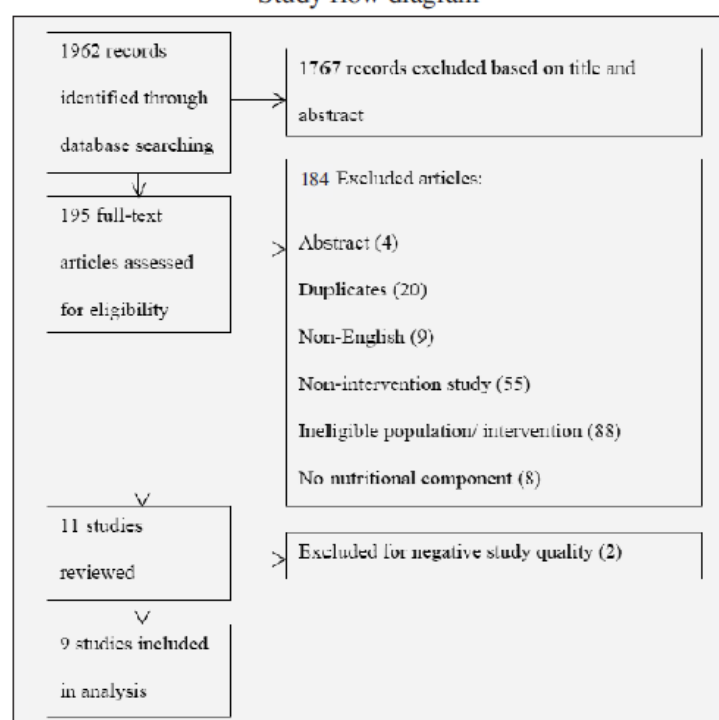 Study flow diagram
1962 records
identified through
database searching
1767 records excluded based on title and
abstract
195 full-text
articles assessed
for eligibility
184 Excluded articles:
Abstract (4)
Duplicates (20)
Non-English (9)
Non-intervention study (55)
Ineligible population/ intervention (88)
No nutritional component (8)
11 studies
reviewed
Excluded for negative study quality (2)
9 studies included
in analysis